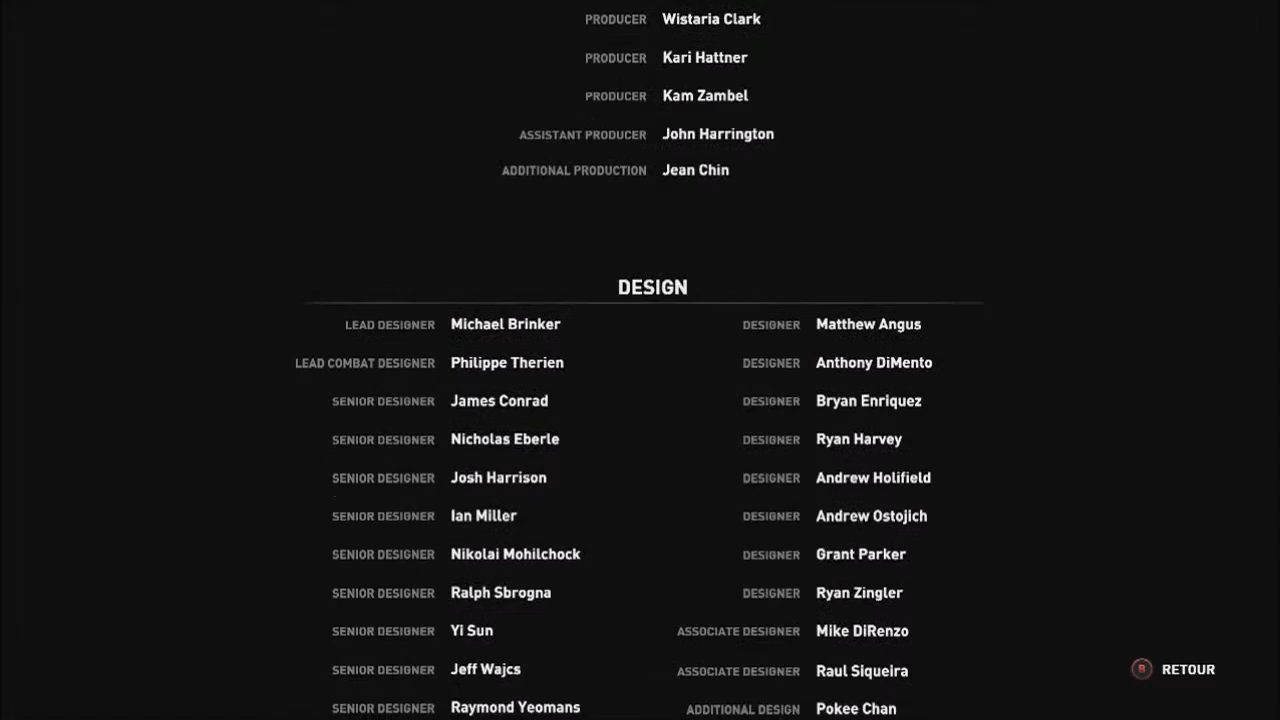 PRODUCER Wistaria Clark
PRODUCER Kari Hattner
PRODUCER Kam Zambel
ASSISTANT PRODUCER John Harrington
ADDITIONAL PRODUCTION Jean Chin
DESIGN
LEAD DESIGNER Michael Brinker
LEAD COMBAT DESIGNER Philippe Therien
SENIOR DESIGNER James Conrad
SENIOR DESIGNER Nicholas Eberle
SENIOR DESIGNER Josh Harrison
SENIOR DESIGNER Ian Miller
SENIOR DESIGNER Nikolai Mohilchock
SENIOR DESIGNER Ralph Sbrogna
SENIOR DESIGNER Yi Sun
SENIOR DESIGNER Jeff Wajcs
SENIOR DESIGNER Raymond Yeomans
DESIGNER Matthew Angus
DESIGNER Anthony DiMento
DESIGNER Bryan Enriquez
DESIGNER Ryan Harvey
DESIGNER Andrew Holifield
DESIGNER Andrew Ostojich
DESIGNER Grant Parker
DESIGNER Ryan Zingler
ASSOCIATE DESIGNER Mike DiRenzo
ASSOCIATE DESIGNER Raul Siqueira
ADDITIONAL DESIGN Pokee Chan
B RETOUR